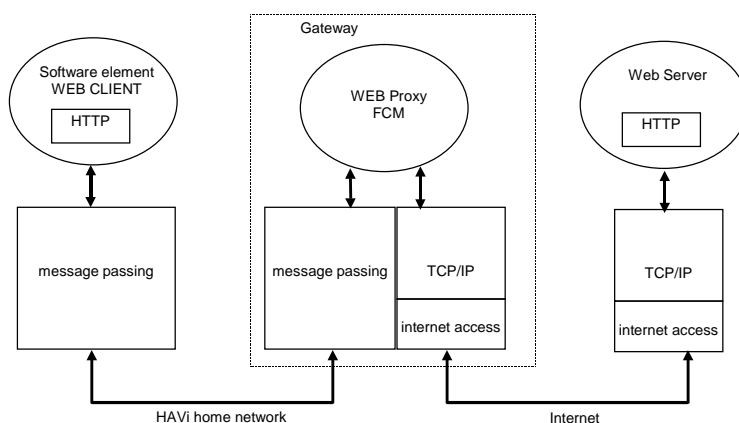 Gateway
Software element
WEB CLIENT
HTTP
WEB Proxy
FCM
Web Server
HTTP
message passing
message passing
TCP/IP
TCP/IP
internet access
internet access
HAVi home network
Internet